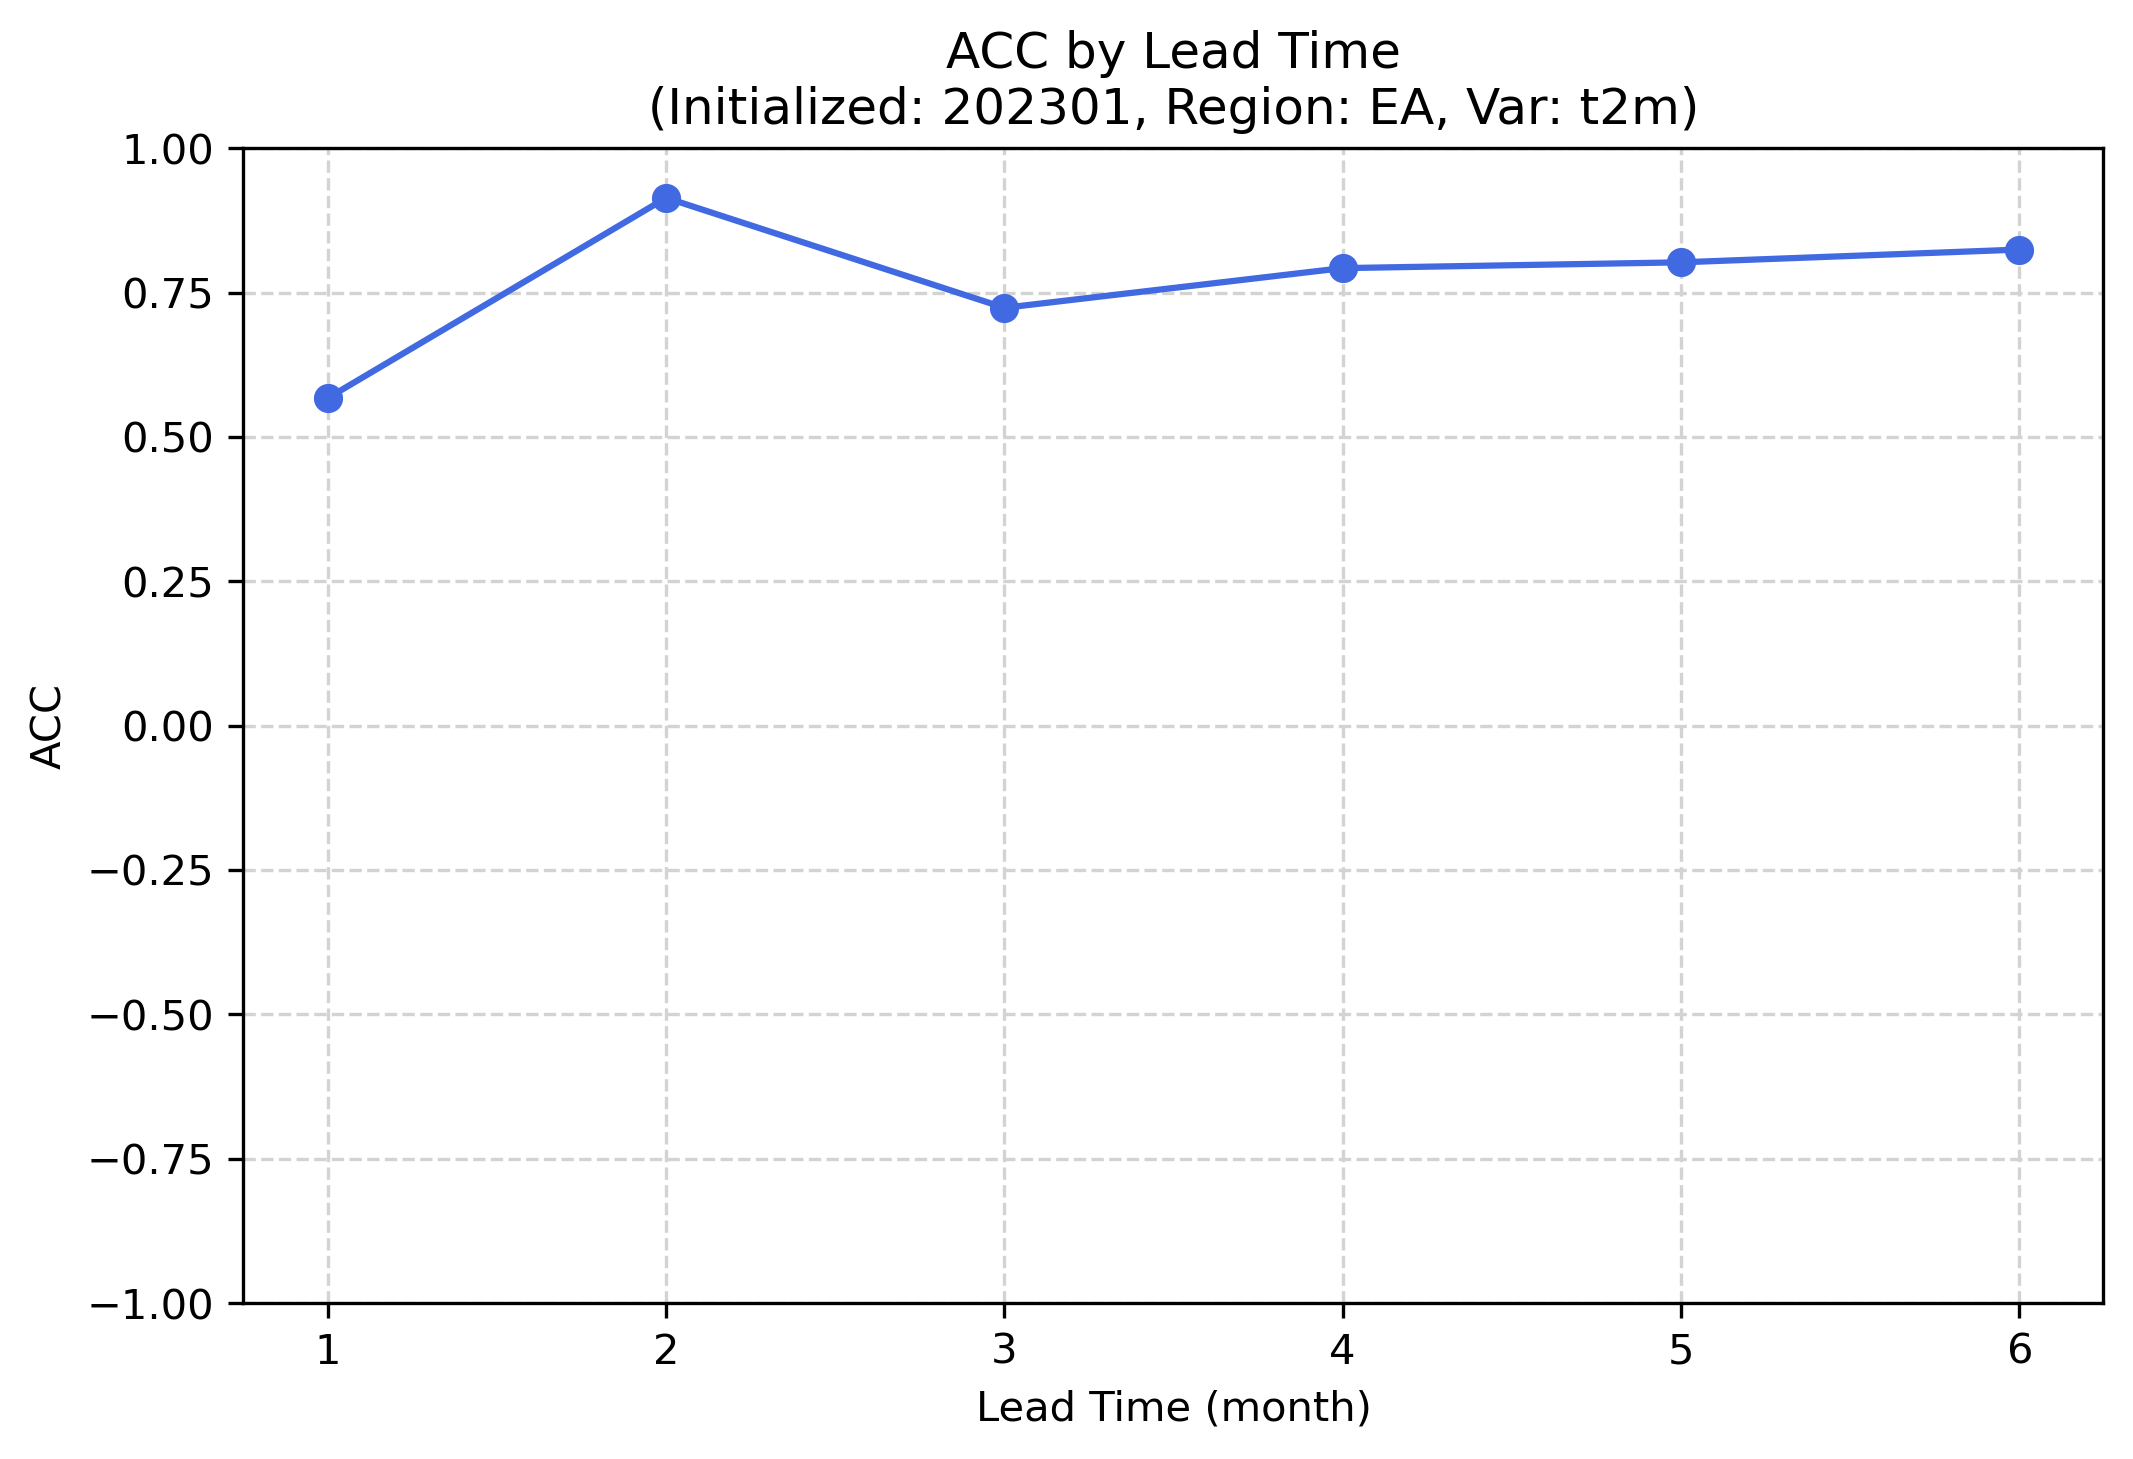 ACC by Lead Time
(Initialized: 202301, Region: EA, Var: t2m)
1.00
0.75
0.50
0.25
0.00
−0.25
−0.50
−0.75
−1.00
ACC
1 2 3 4 5 6
Lead Time (month)